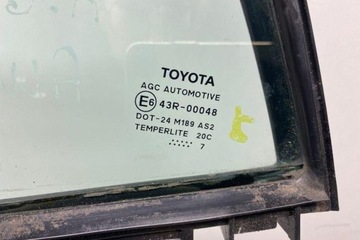 TOYOTA
AGC AUTOMOTIVE
E6 43R-00048
DOT-24 M189 AS2
TEMPERLITE 20C
..... 7